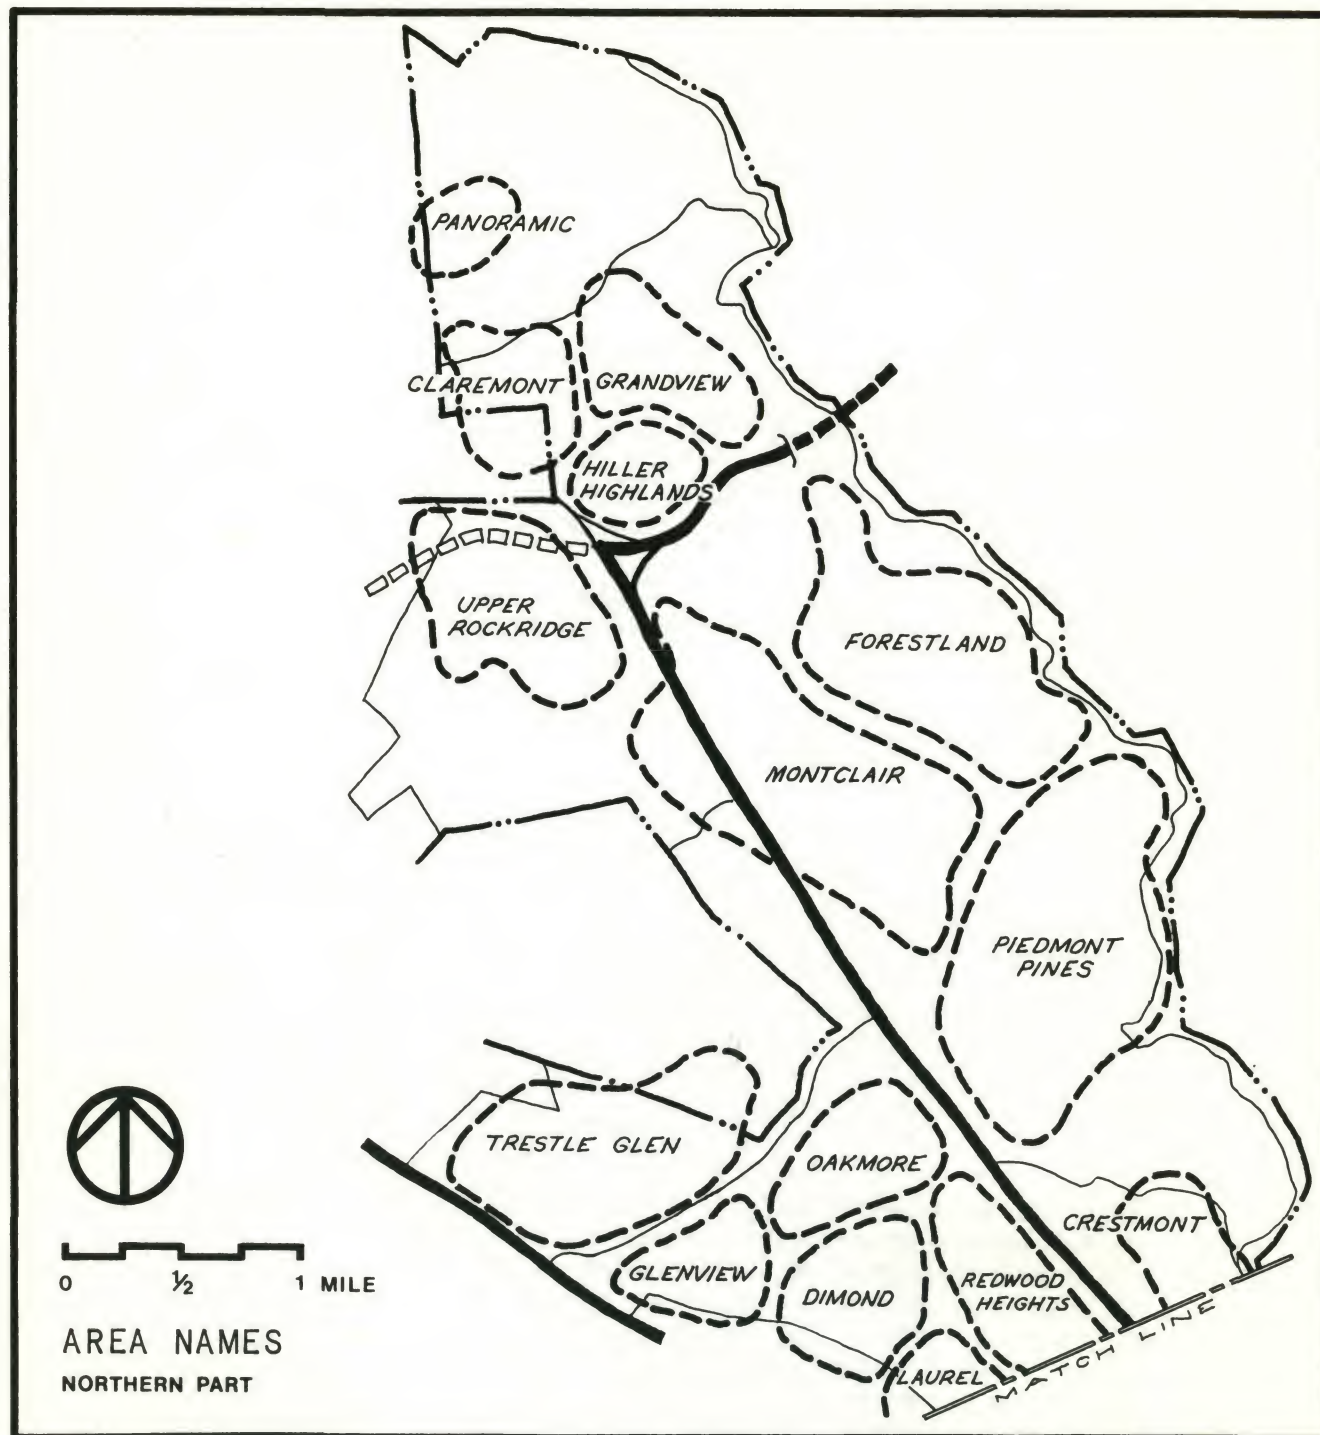 PANORAMIC
CLAREMONT
GRANDVIEW
HILLER
HIGHLANDS
UPPER
ROCKRIDGE
FORESTLAND
MONTCLAIR
PIEDMONT
PINES
TRESTLE GLEN
OAKMORE
CRESTMONT
GLENVIEW
DIMOND
REDWOOD
HEIGHTS
LAUREL
MATCH LINE
0 ½ 1 MILE
AREA NAMES
NORTHERN PART